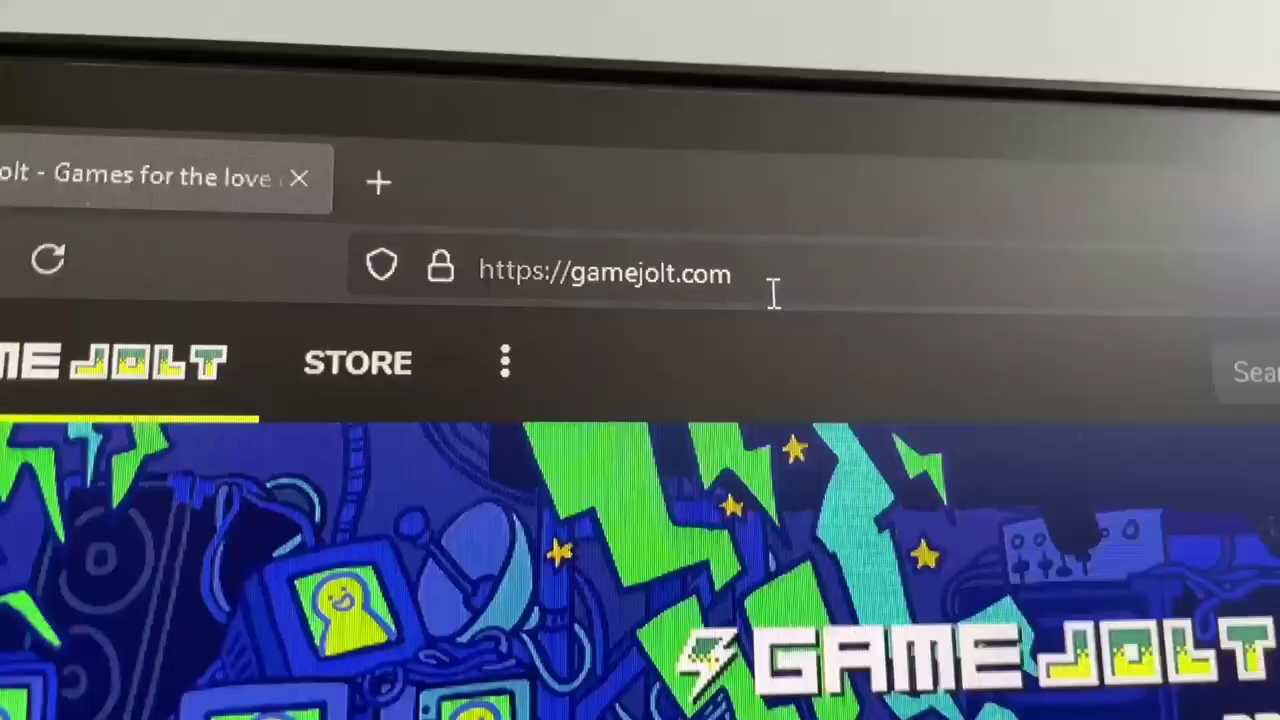 olt - Games for the love
https://gamejolt.com
ME JOLT STORE
Sea
GAME JOLT